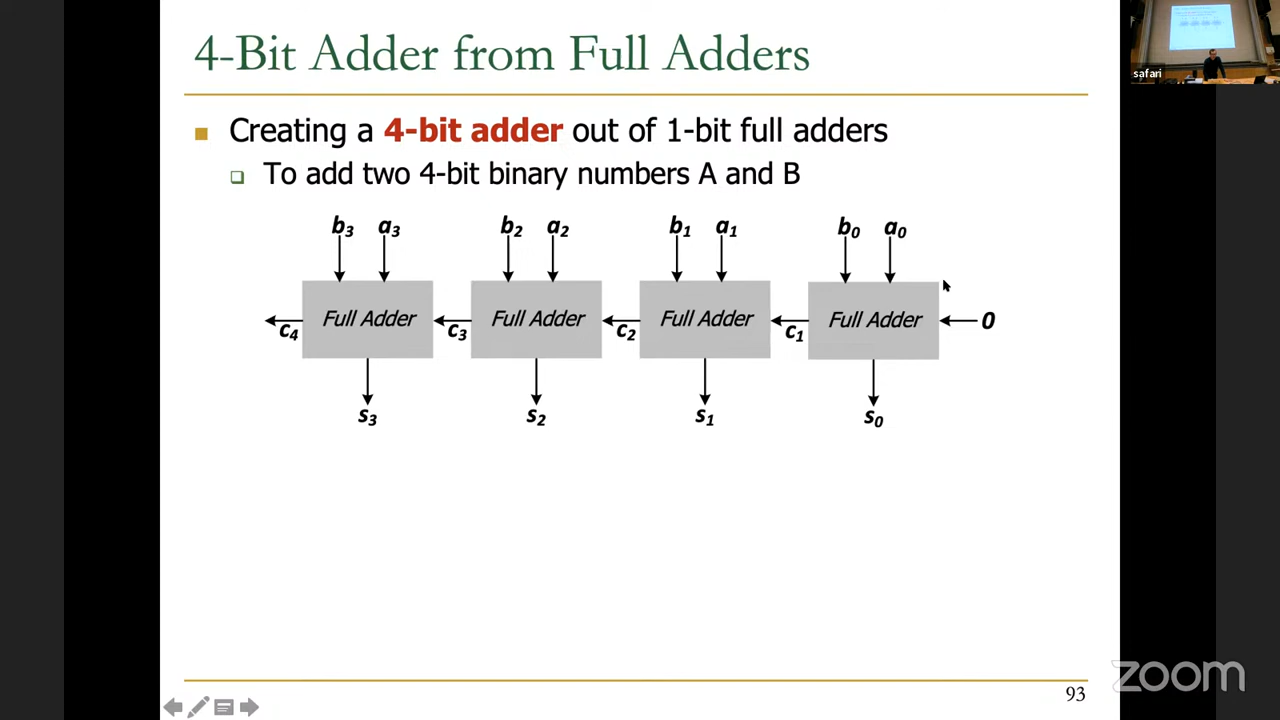 4-Bit Adder from Full Adders
safari
Creating a 4-bit adder out of 1-bit full adders
To add two 4-bit binary numbers A and B
b3 a3 b2 a2 b1 a1 b0 a0
Full Adder Full Adder Full Adder Full Adder 0
c4 c3 c2 c1
s3 s2 s1 s0
zoom
93